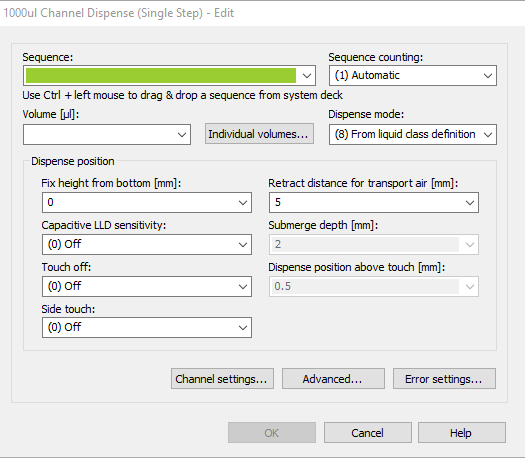 1000ul Channel Dispense (Single Step) - Edit
Sequence: Sequence counting:
(1) Automatic
Use Ctrl + left mouse to drag & drop a sequence from system deck
Volume [µl]: Dispense mode:
Individual volumes... (8) From liquid class definition
Dispense position
Fix height from bottom [mm]: Retract distance for transport air [mm]:
0 5
Capacitive LLD sensitivity: Submerge depth [mm]:
(0) Off 2
Touch off: Dispense position above touch [mm]:
(0) Off 0.5
Side touch:
(0) Off
Channel settings... Advanced... Error settings...
OK Cancel Help